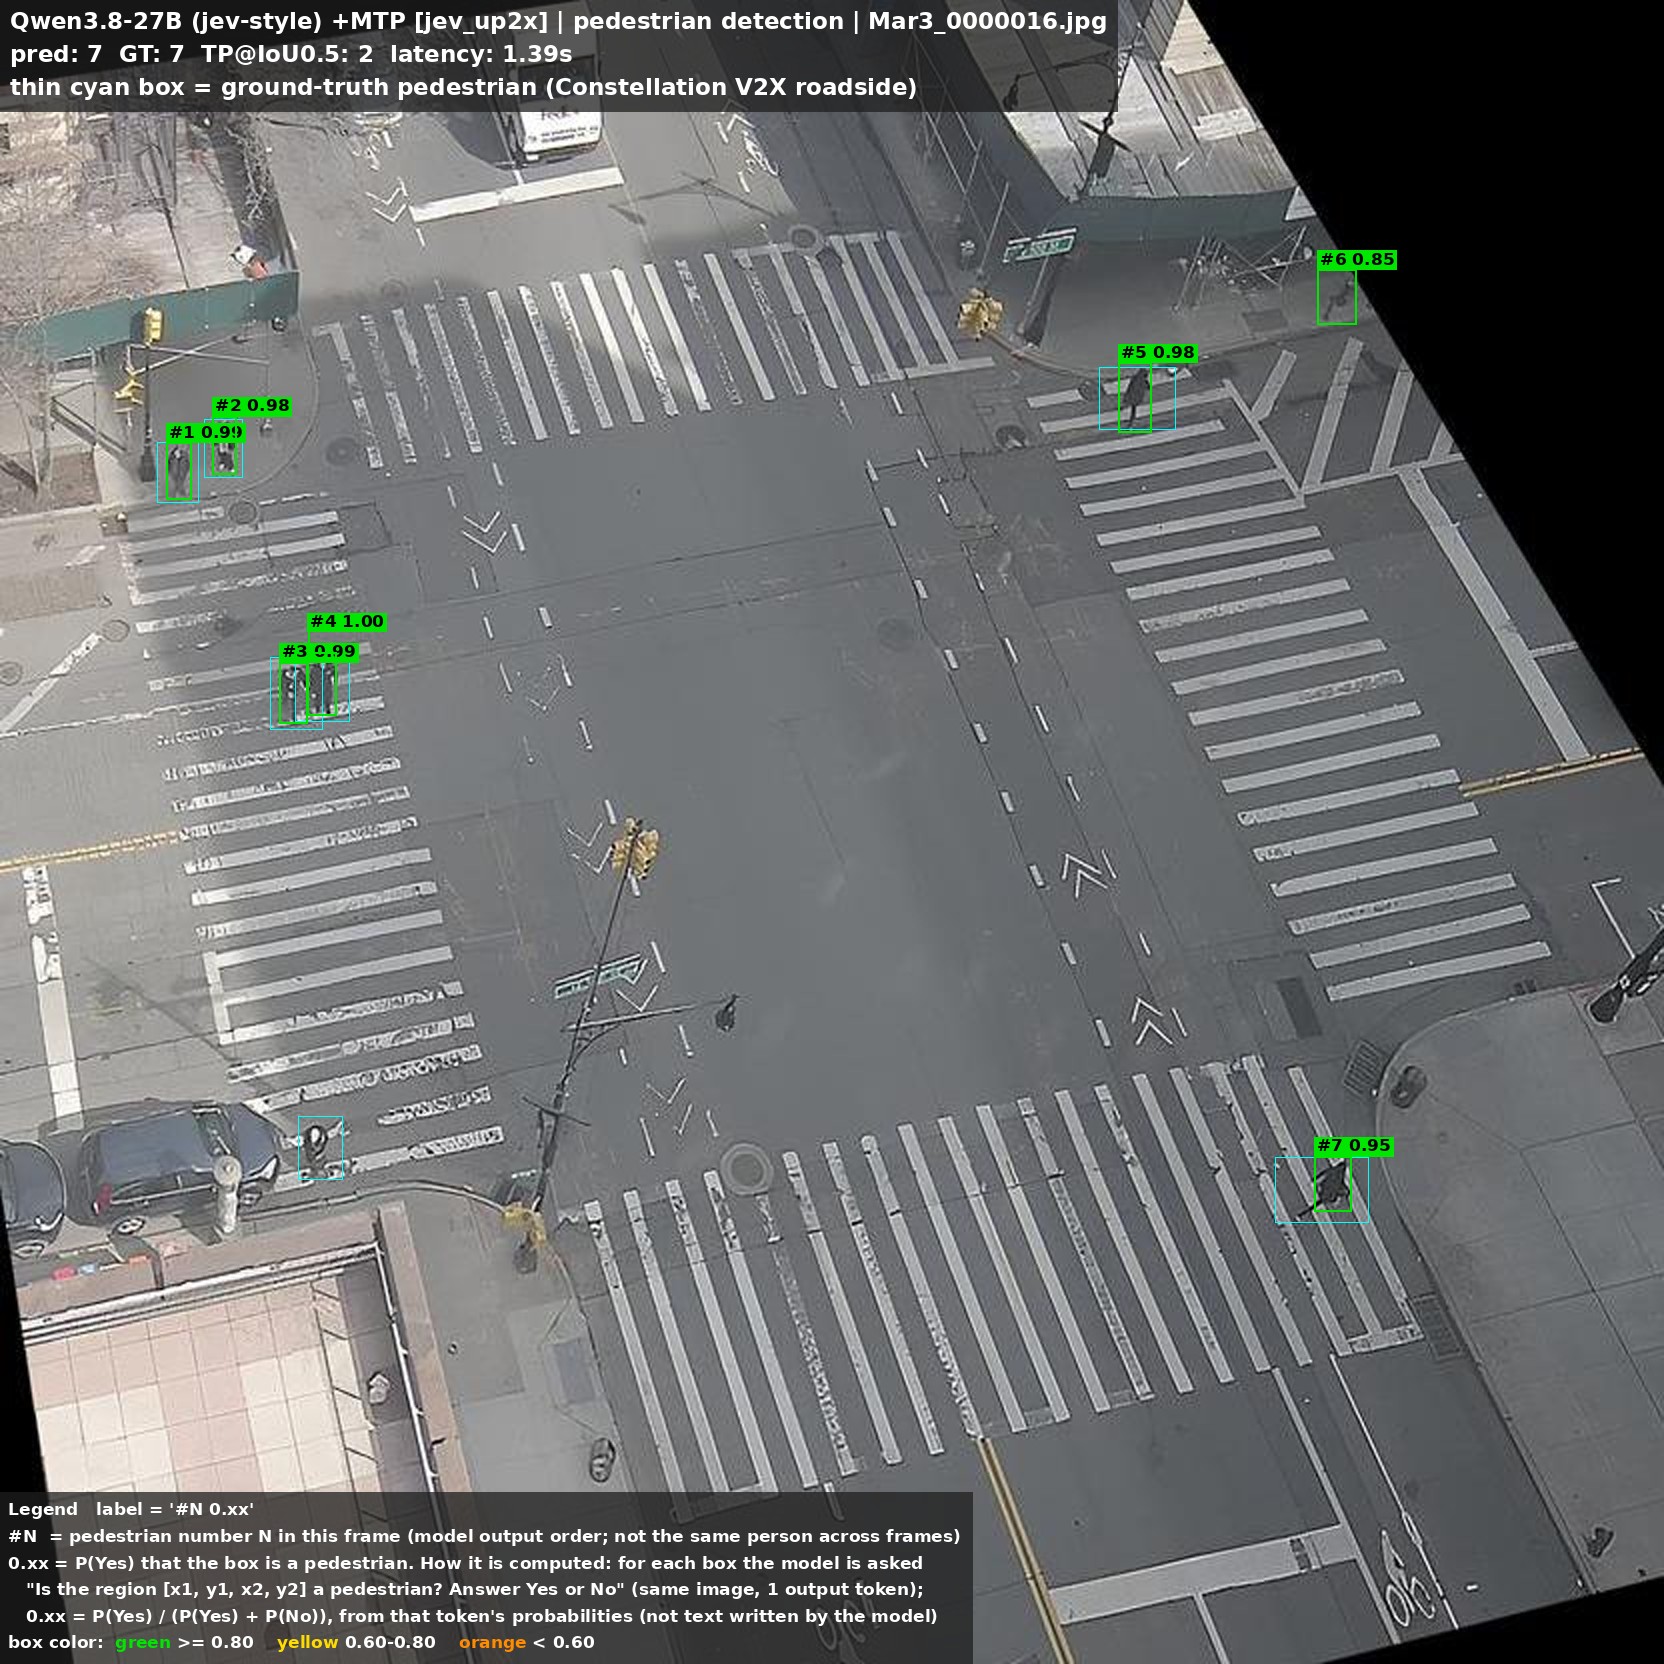 Qwen3.8-27B (jev-style) +MTP [jev_up2x] | pedestrian detection | Mar3_0000016.jpg
pred: 7  GT: 7  TP@IoU0.5: 2  latency: 1.39s
thin cyan box = ground-truth pedestrian (Constellation V2X roadside)
#6 0.85
#5 0.98
#2 0.98
#1 0.99
#4 1.00
#3 0.99
#7 0.95
Legend   label = '#N 0.xx'
#N  = pedestrian number N in this frame (model output order; not the same person across frames)
0.xx = P(Yes) that the box is a pedestrian. How it is computed: for each box the model is asked
"Is the region [x1, y1, x2, y2] a pedestrian? Answer Yes or No" (same image, 1 output token);
0.xx = P(Yes) / (P(Yes) + P(No)), from that token's probabilities (not text written by the model)
box color:  green >= 0.80   yellow 0.60-0.80   orange < 0.60